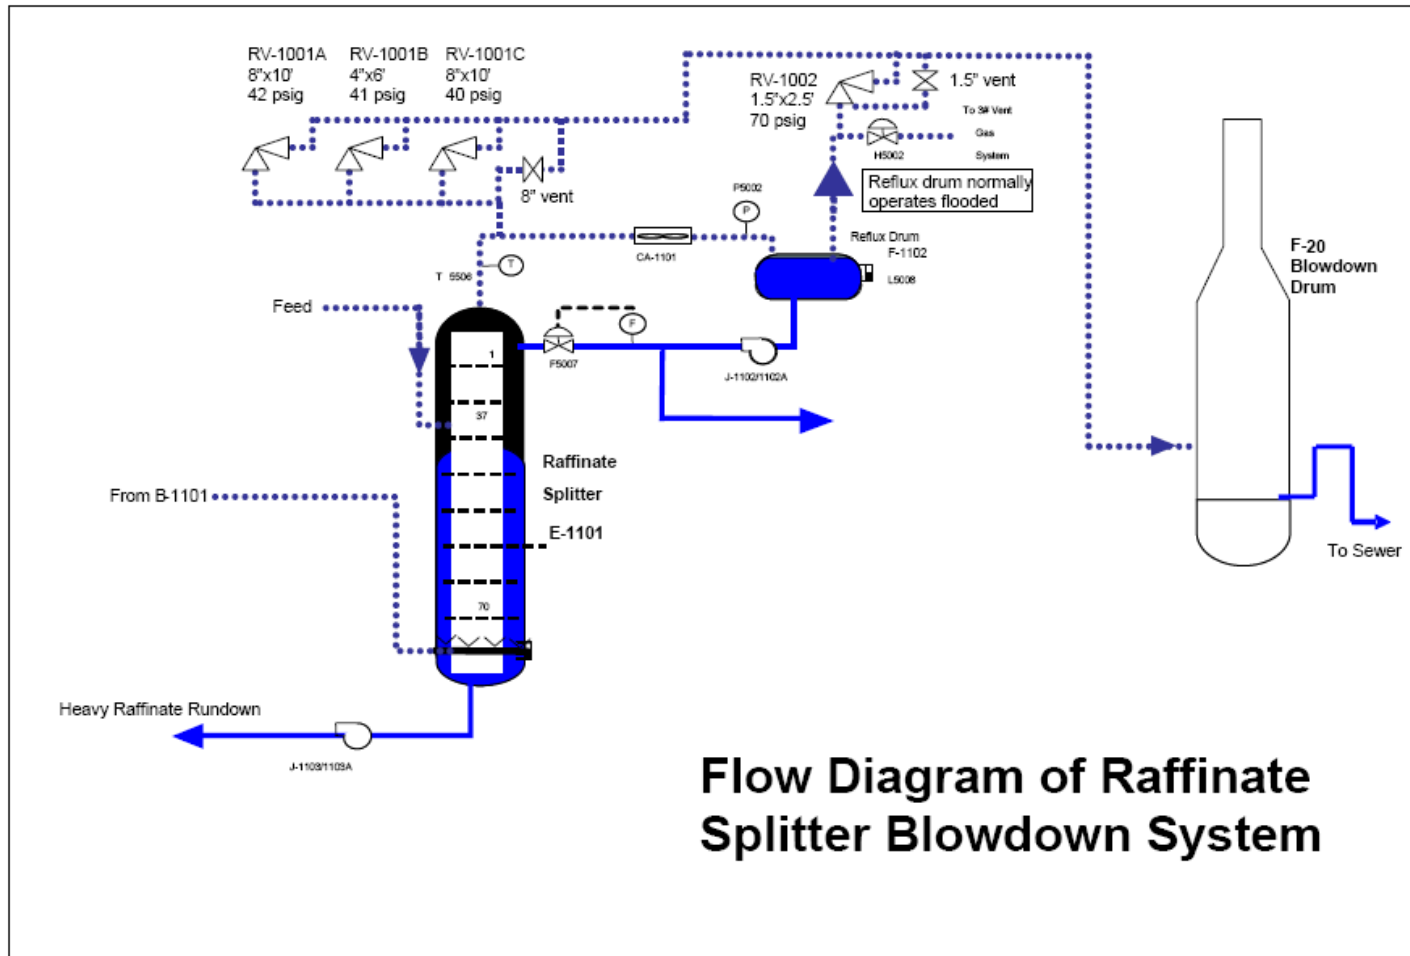 RV-1001A
8"x10'
42 psig
RV-1001B
4"x6'
41 psig
RV-1001C
8"x10'
40 psig
RV-1002
1.5"x2.5'
70 psig
1.5" vent
To 3# Vent
Gas
System
H5002
8" vent
Reflux drum normally
operates flooded
P5002
P
CA-1101
Reflux Drum
F-1102
L5008
T 5506
T
Feed
F
F5007
J-1102/1102A
1
37
70
Raffinate
Splitter
E-1101
From B-1101
F-20
Blowdown
Drum
To Sewer
Heavy Raffinate Rundown
J-1103/1103A
Flow Diagram of Raffinate
Splitter Blowdown System